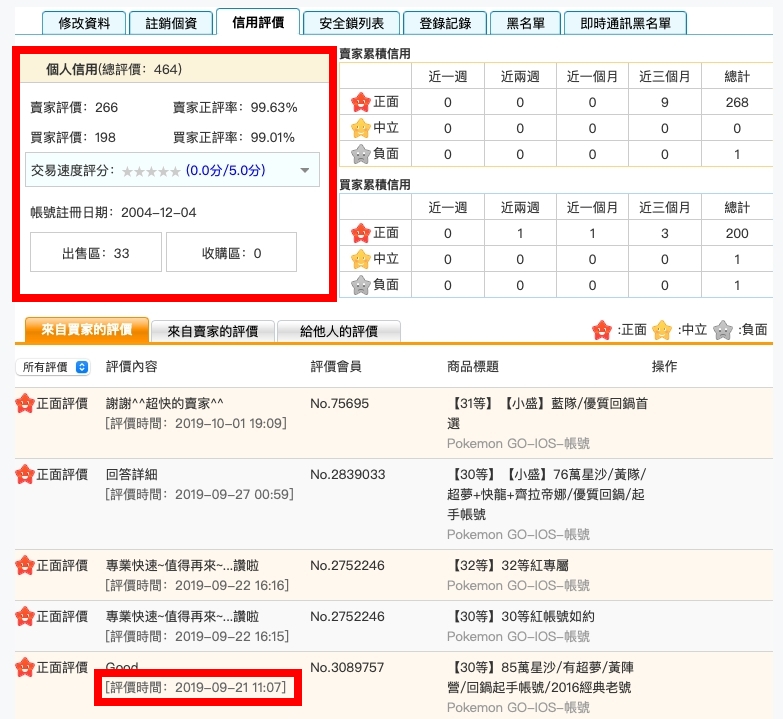 修改資料 註銷個資 信用評價 安全鎖列表 登錄記錄 黑名單 即時通訊黑名單
個人信用(總評價：464)
賣家評價：266 賣家正評率：99.63%
買家評價：198 買家正評率：99.01%
交易速度評分：★★★★★ (0.0分/5.0分)
帳號註冊日期：2004-12-04
出售區：33 收購區：0
賣家累積信用
近一週 近兩週 近一個月 近三個月 總計
正面 0 0 0 9 268
中立 0 0 0 0 0
負面 0 0 0 0 1
買家累積信用
近一週 近兩週 近一個月 近三個月 總計
正面 0 1 1 3 200
中立 0 0 0 0 1
負面 0 0 0 0 1
來自買家的評價 來自賣家的評價 給他人的評價 :正面 :中立 :負面
所有評價 評價內容 評價會員 商品標題 操作
正面評價 謝謝^^超快的賣家^^ No.75695 【31等】【小盛】藍隊/優質回鍋首
[評價時間：2019-10-01 19:09] 選
Pokemon GO-IOS-帳號
正面評價 回答詳細 No.2839033 【30等】【小盛】76萬星沙/黃隊/
[評價時間：2019-09-27 00:59] 超夢+快龍+齊拉帝娜/優質回鍋/起
手帳號
Pokemon GO-IOS-帳號
正面評價 專業快速~值得再來~...讚啦 No.2752246 【32等】32等紅專屬
[評價時間：2019-09-22 16:16] Pokemon GO-IOS-帳號
正面評價 專業快速~值得再來~...讚啦 No.2752246 【30等】30等紅帳號如約
[評價時間：2019-09-22 16:15] Pokemon GO-IOS-帳號
正面評價 Good No.3089757 【30等】85萬星沙/有超夢/黃陣
[評價時間：2019-09-21 11:07] 營/回鍋起手帳號/2016經典老號
Pokemon GO-IOS-帳號